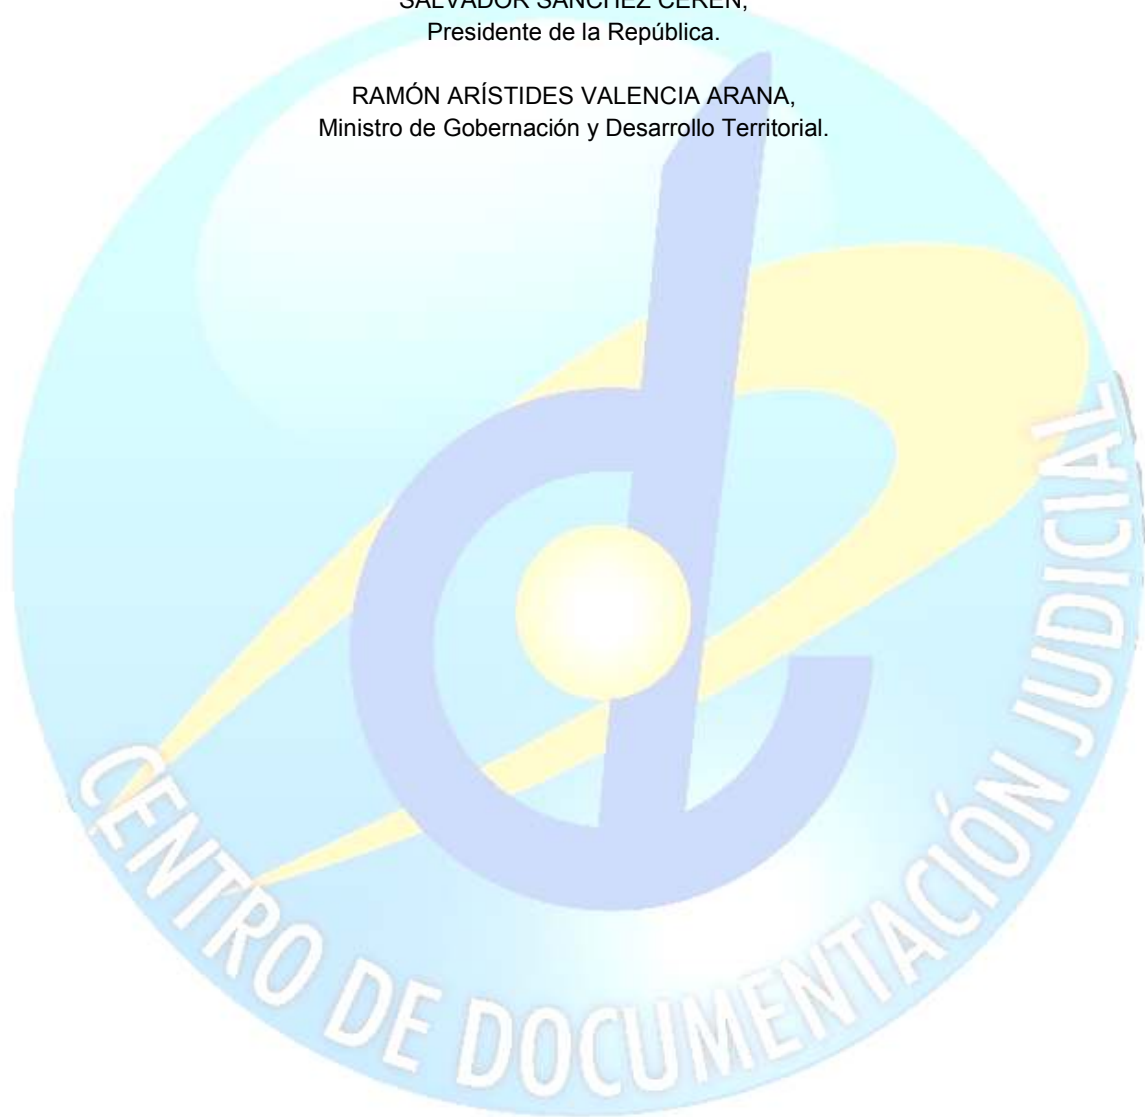 SALVADOR SÁNCHEZ CERÉN,
Presidente de la República.
RAMÓN ARÍSTIDES VALENCIA ARANA,
Ministro de Gobernación y Desarrollo Territorial.
CENTRO DE DOCUMENTACIÓN JUDICIAL